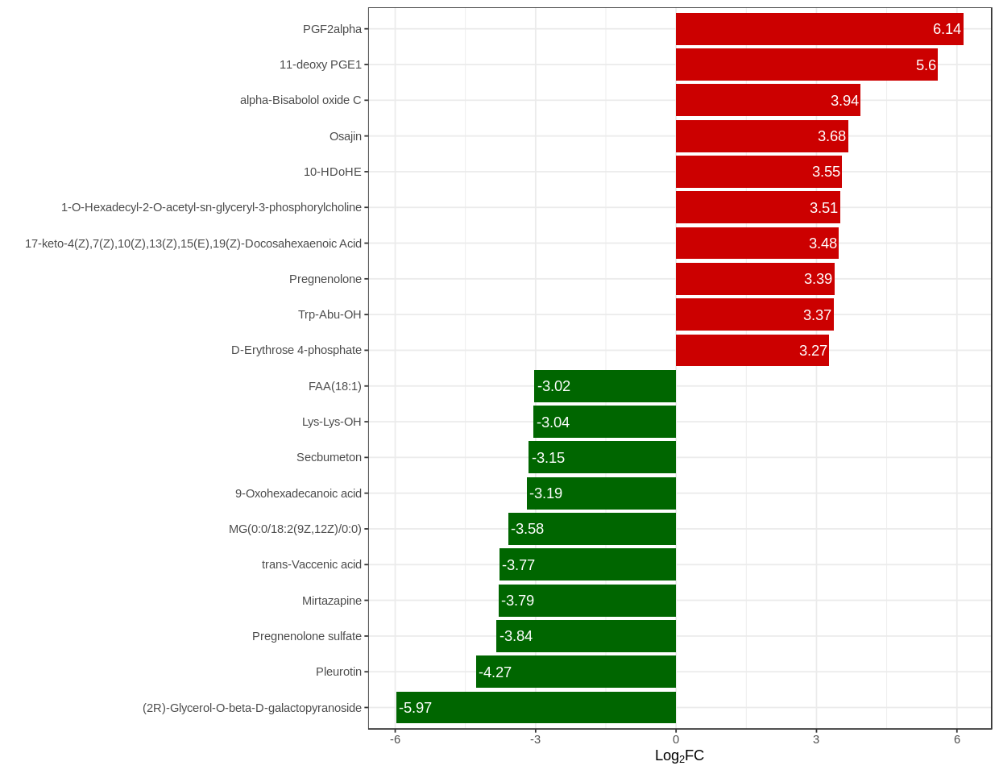 PGF2alpha 6.14
11-deoxy PGE1 5.6
alpha-Bisabolol oxide C 3.94
Osajin 3.68
10-HDoHE 3.55
1-O-Hexadecyl-2-O-acetyl-sn-glyceryl-3-phosphorylcholine 3.51
17-keto-4(Z),7(Z),10(Z),13(Z),15(E),19(Z)-Docosahexaenoic Acid 3.48
Pregnenolone 3.39
Trp-Abu-OH 3.37
D-Erythrose 4-phosphate 3.27
FAA(18:1) -3.02
Lys-Lys-OH -3.04
Secbumeton -3.15
9-Oxohexadecanoic acid -3.19
MG(0:0/18:2(9Z,12Z)/0:0) -3.58
trans-Vaccenic acid -3.77
Mirtazapine -3.79
Pregnenolone sulfate -3.84
Pleurotin -4.27
(2R)-Glycerol-O-beta-D-galactopyranoside -5.97
-6 -3 0 3 6
Log₂FC